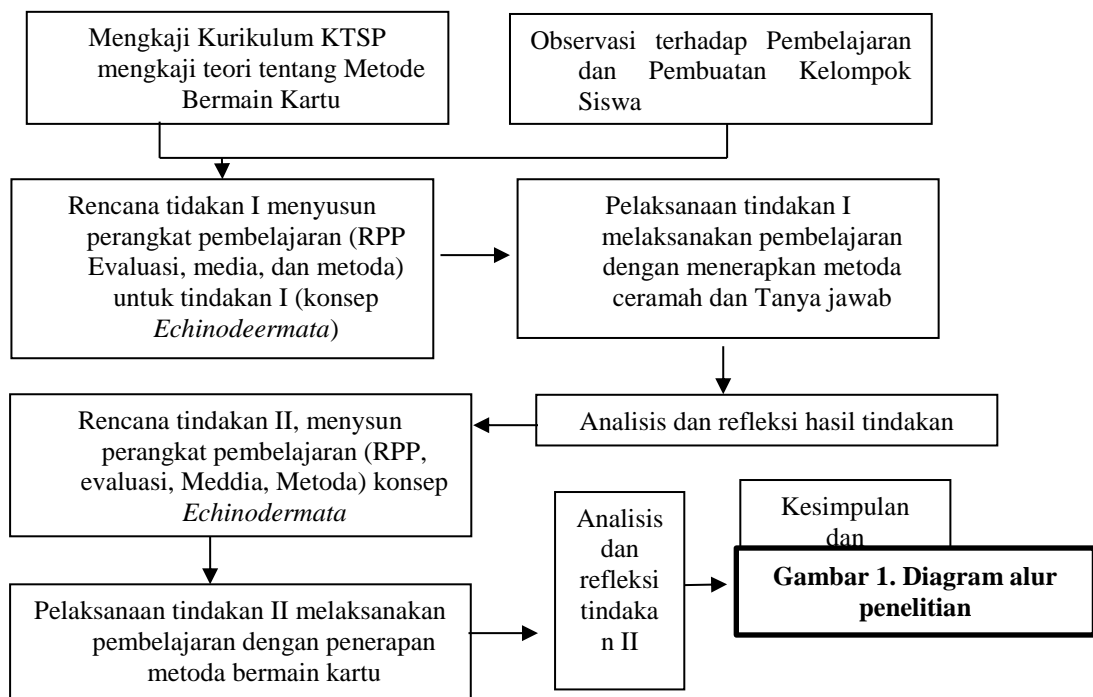 Mengkaji Kurikulum KTSP
mengkaji teori tentang Metode
Bermain Kartu
Observasi terhadap Pembelajaran
dan Pembuatan Kelompok
Siswa
Rencana tidakan I menyusun
perangkat pembelajaran (RPP
Evaluasi, media, dan metoda)
untuk tindakan I (konsep
Echinodeermata)
Pelaksanaan tindakan I
melaksanakan pembelajaran
dengan menerapkan metoda
ceramah dan Tanya jawab
Analisis dan refleksi hasil tindakan
Rencana tindakan II, menysun
perangkat pembelajaran (RPP,
evaluasi, Meddia, Metoda) konsep
Echinodermata
Pelaksanaan tindakan II melaksanakan
pembelajaran dengan penerapan
metoda bermain kartu
Analisis
dan
refleksi
tindaka
n II
Kesimpulan
dan
Gambar 1. Diagram alur
penelitian